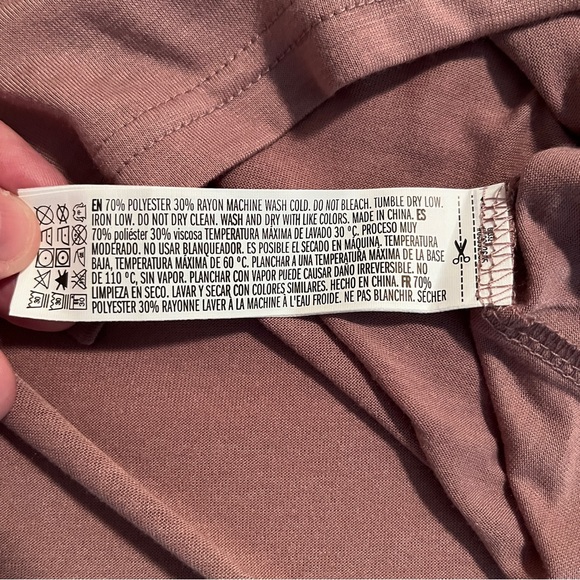 EN 70% POLYESTER 30% RAYON MACHINE WASH COLD. DO NOT BLEACH. TUMBLE DRY LOW.
IRON LOW. DO NOT DRY CLEAN. WASH AND DRY WITH LIKE COLORS. MADE IN CHINA. ES
70% poliéster 30% viscosa TEMPERATURA MÁXIMA DE LAVADO 30 °C. PROCESO MUY
MODERADO. NO USAR BLANQUEADOR. ES POSIBLE EL SECADO EN MÁQUINA. TEMPERATURA
BAJA, TEMPERATURA MÁXIMA DE 60 °C. PLANCHAR A UNA TEMPERATURA MÁXIMA DE LA BASE
DE 110 °C, SIN VAPOR. PLANCHAR CON VAPOR PUEDE CAUSAR DAÑO IRREVERSIBLE. NO
LIMPIEZA EN SECO. LAVAR Y SECAR CON COLORES SIMILARES. HECHO EN CHINA. FR 70%
POLYESTER 30% RAYONNE LAVER À LA MACHINE À L'EAU FROIDE. NE PAS BLANCHIR. SÉCHER